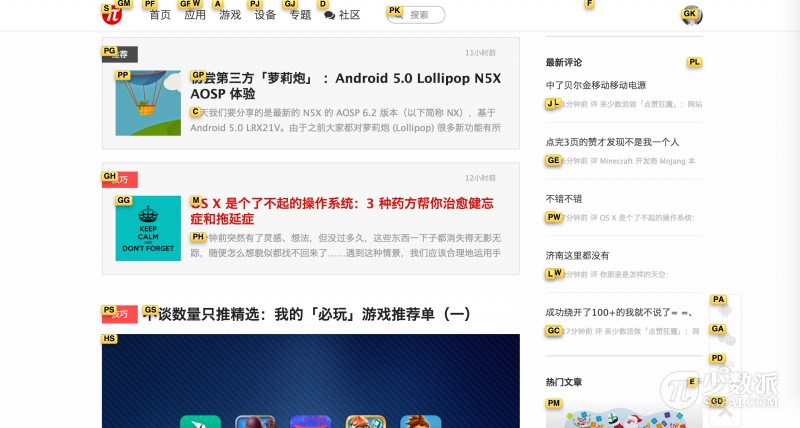 S GM PF GF W A PJ GJ D PK F GK
首页 应用 游戏 设备 专题 社区 搜索
PG 推荐 11小时前
PP GP 初尝第三方「萝莉炮」：Android 5.0 Lollipop N5X
AOSP 体验
C 天我们要分享的是最新的 N5X 的 AOSP 6.2 版本（以下简称 NX），基于
Android 5.0 LRX21V。由于之前大家都对萝莉炮 (Lollipop) 很多新功能有所
GH 技巧 12小时前
GG M OS X 是个了不起的操作系统：3 种药方帮你治愈健忘
症和拖延症
KEEP
CALM
AND
DON'T FORGET
PH 分钟前突然有了灵感、想法，但没过多久，这些东西一下子都消失得无影无
踪，随便怎么想貌似都找不回来了……遇到这种情景，我们应该合理地运用手
PS 技巧 GS 不谈数量只推精选：我的「必玩」游戏推荐单（一）
HS
最新评论 PL
中了贝尔金移动移动电源
JL 1分钟前 评 来少数派做「点赞狂魔」：网站
点完3页的赞才发现不是我一个人
GE 6分钟前 评 Minecraft 开发商 Mojang 本
不错不错
PW 7分钟前 评 OS X 是个了不起的操作系统:
济南这里都没有
LW 9分钟前 评 你那里是怎样的天空:
成功绕开了100+的我就不说了= =、
GC 17分钟前 评 来少数派做「点赞狂魔」：网
PA
GA
PD
GD
热门文章 E
PM
少数派
SSPAI.COM